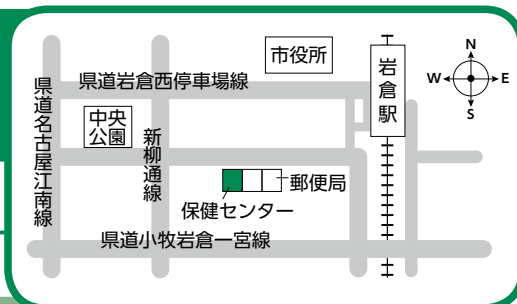 市役所
岩倉駅
N
W
E
S
県道岩倉西停車場線
県道名古屋江南線
中央
公園
新柳通線
郵便局
保健センター
県道小牧岩倉一宮線